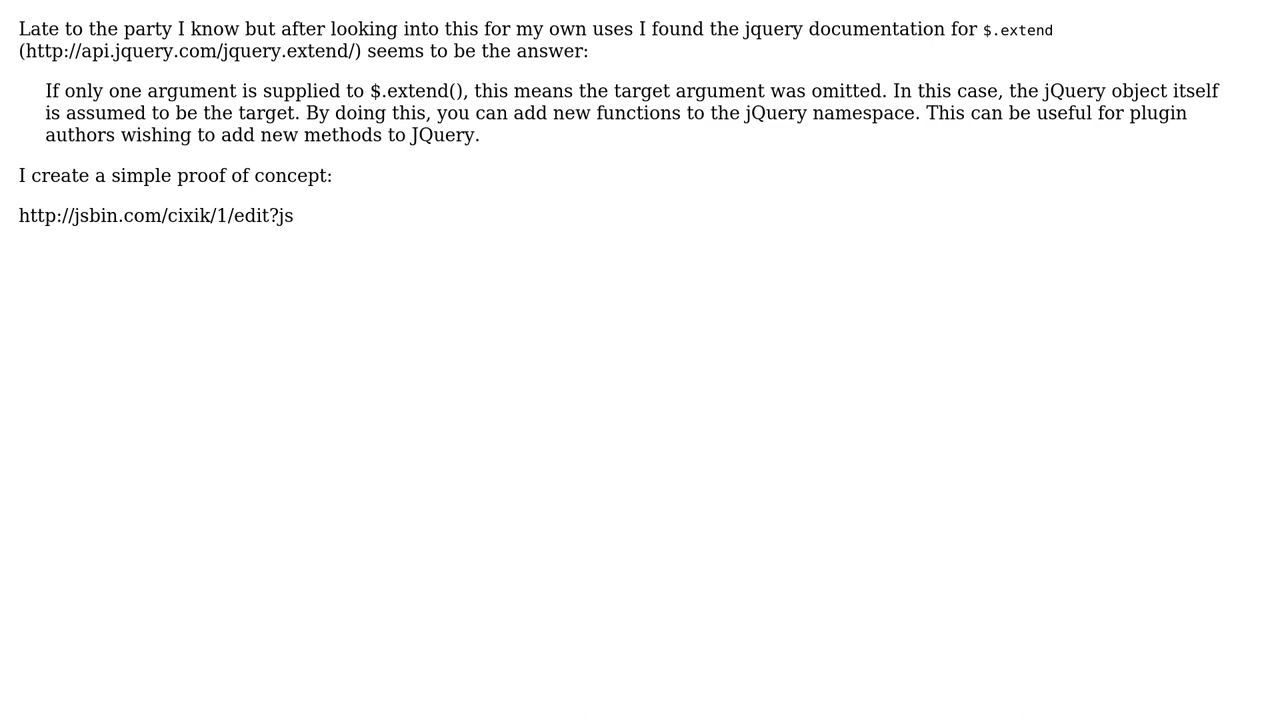 Late to the party I know but after looking into this for my own uses I found the jquery documentation for $.extend
(http://api.jquery.com/jquery.extend/) seems to be the answer:
If only one argument is supplied to $.extend(), this means the target argument was omitted. In this case, the jQuery object itself
is assumed to be the target. By doing this, you can add new functions to the jQuery namespace. This can be useful for plugin
authors wishing to add new methods to JQuery.
I create a simple proof of concept:
http://jsbin.com/cixik/1/edit?js